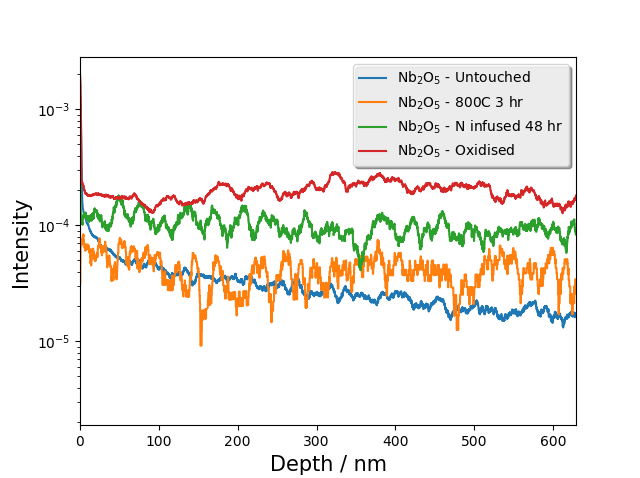 Nb₂O₅ - Untouched
Nb₂O₅ - 800C 3 hr
Nb₂O₅ - N infused 48 hr
Nb₂O₅ - Oxidised
10⁻³
10⁻⁴
10⁻⁵
Intensity
0 100 200 300 400 500 600
Depth / nm